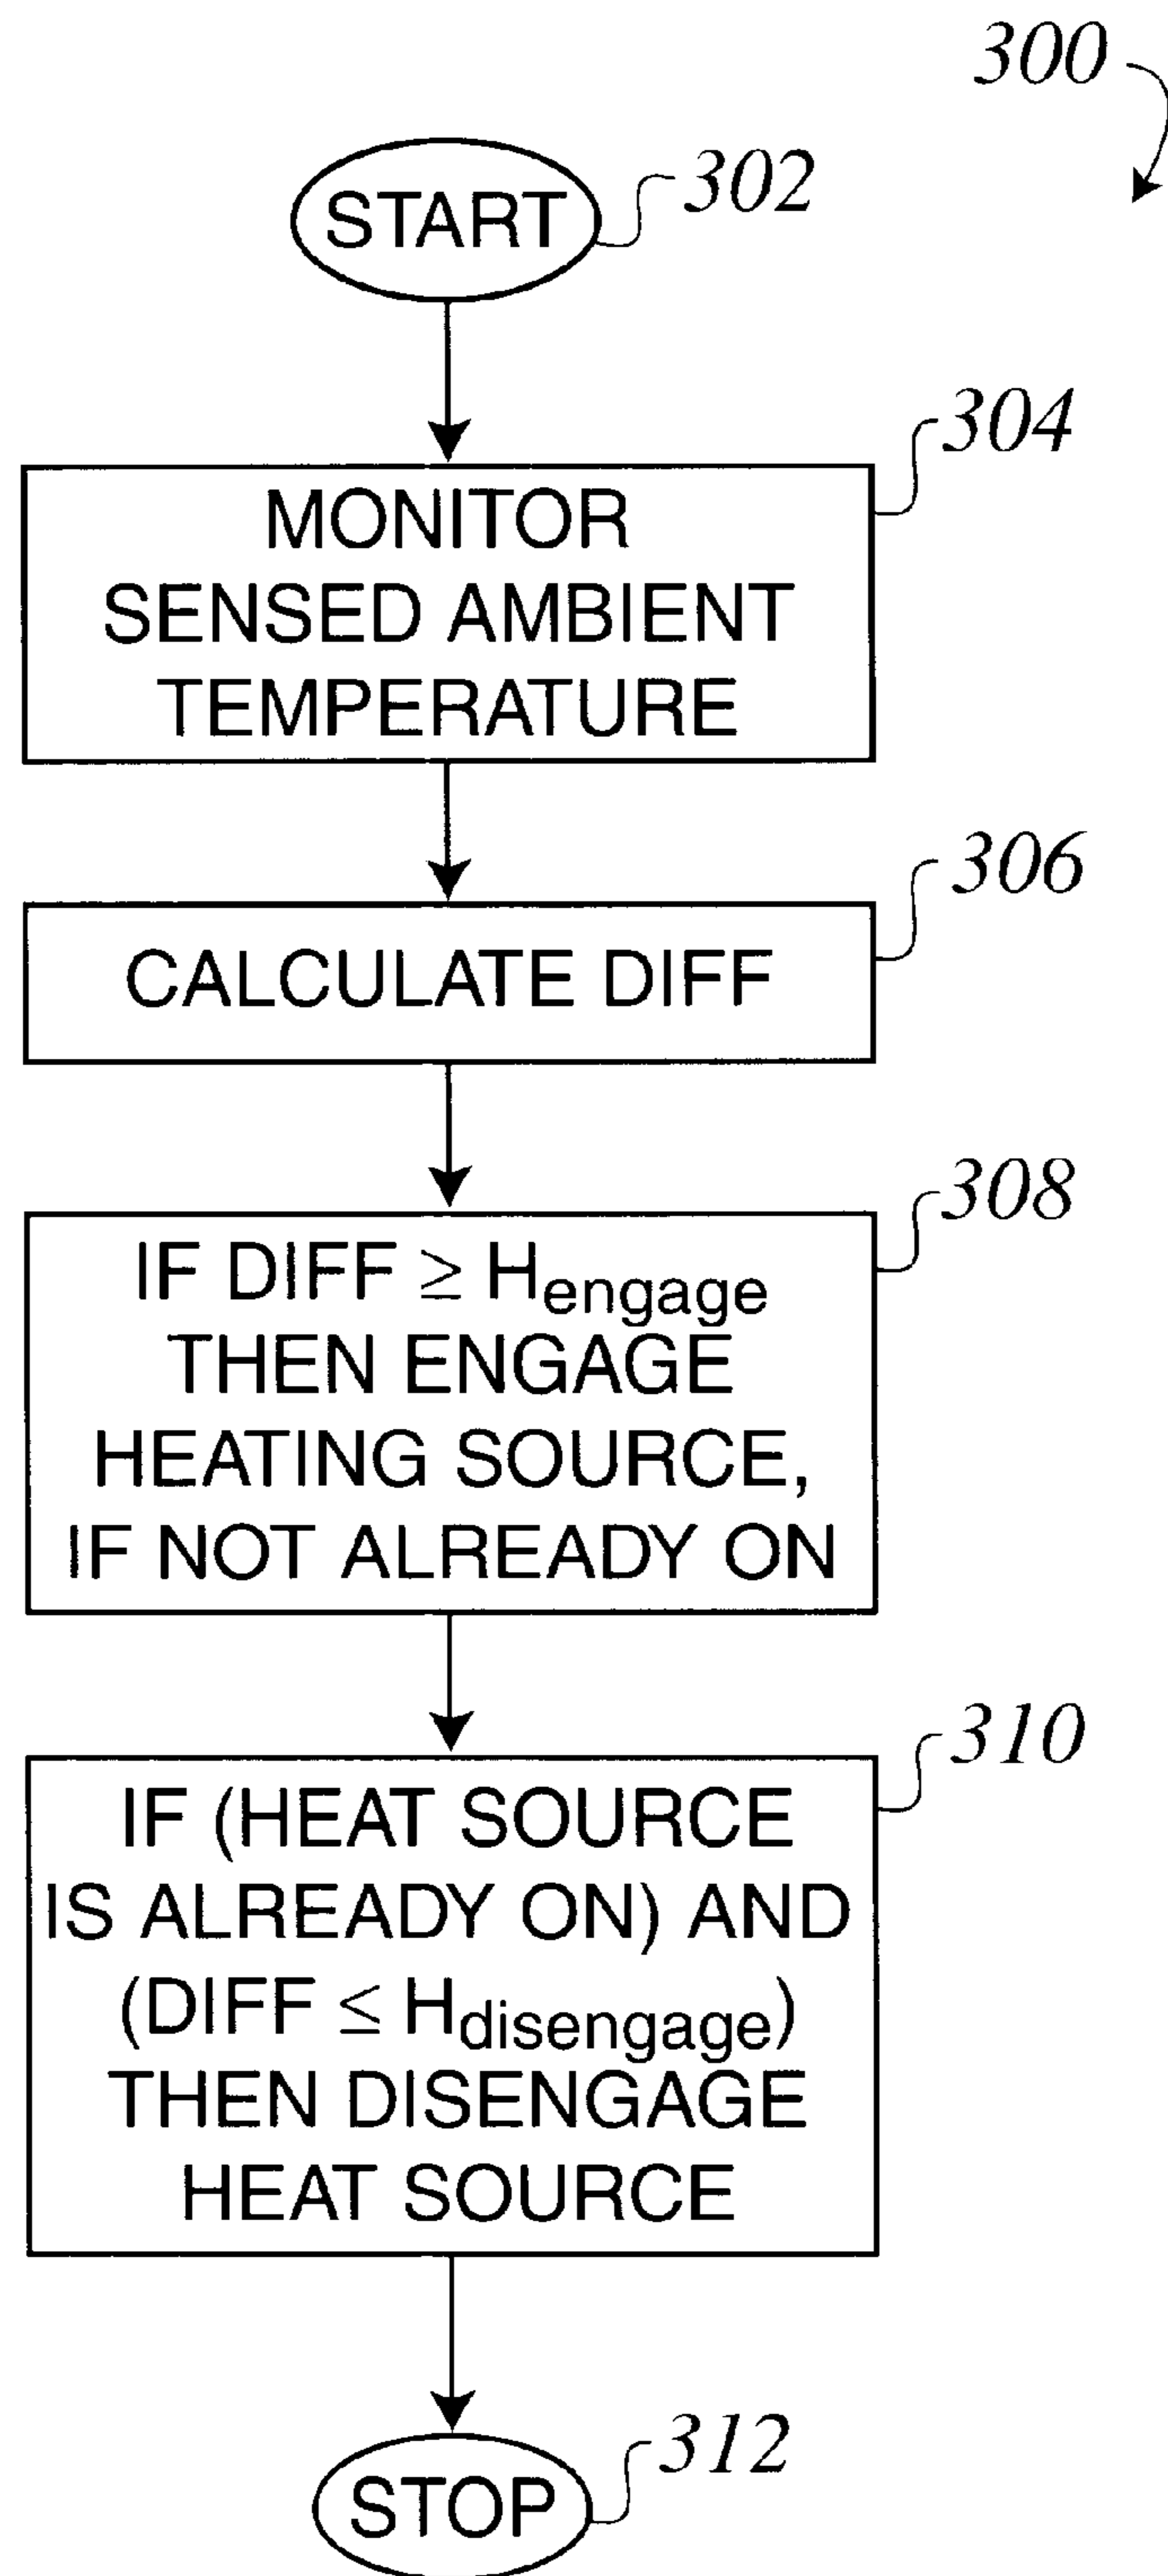 300
START
302
304
MONITOR
SENSED AMBIENT
TEMPERATURE
306
CALCULATE DIFF
308
IF DIFF ≥ Hengage
THEN ENGAGE
HEATING SOURCE,
IF NOT ALREADY ON
310
IF (HEAT SOURCE
IS ALREADY ON) AND
(DIFF ≤ Hdisengage)
THEN DISENGAGE
HEAT SOURCE
312
STOP